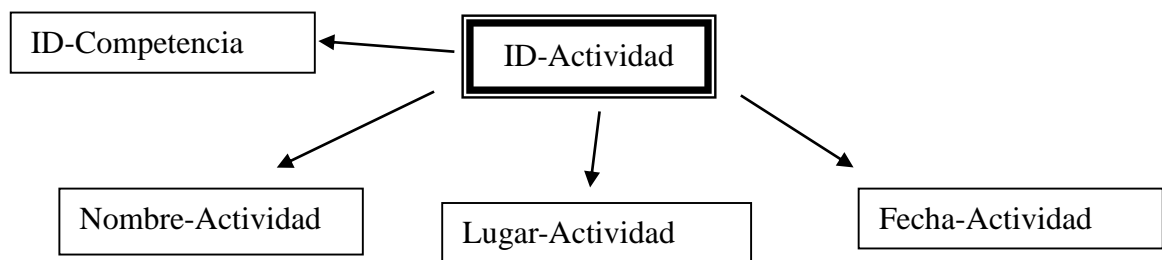 ID-Competencia
ID-Actividad
Nombre-Actividad
Lugar-Actividad
Fecha-Actividad